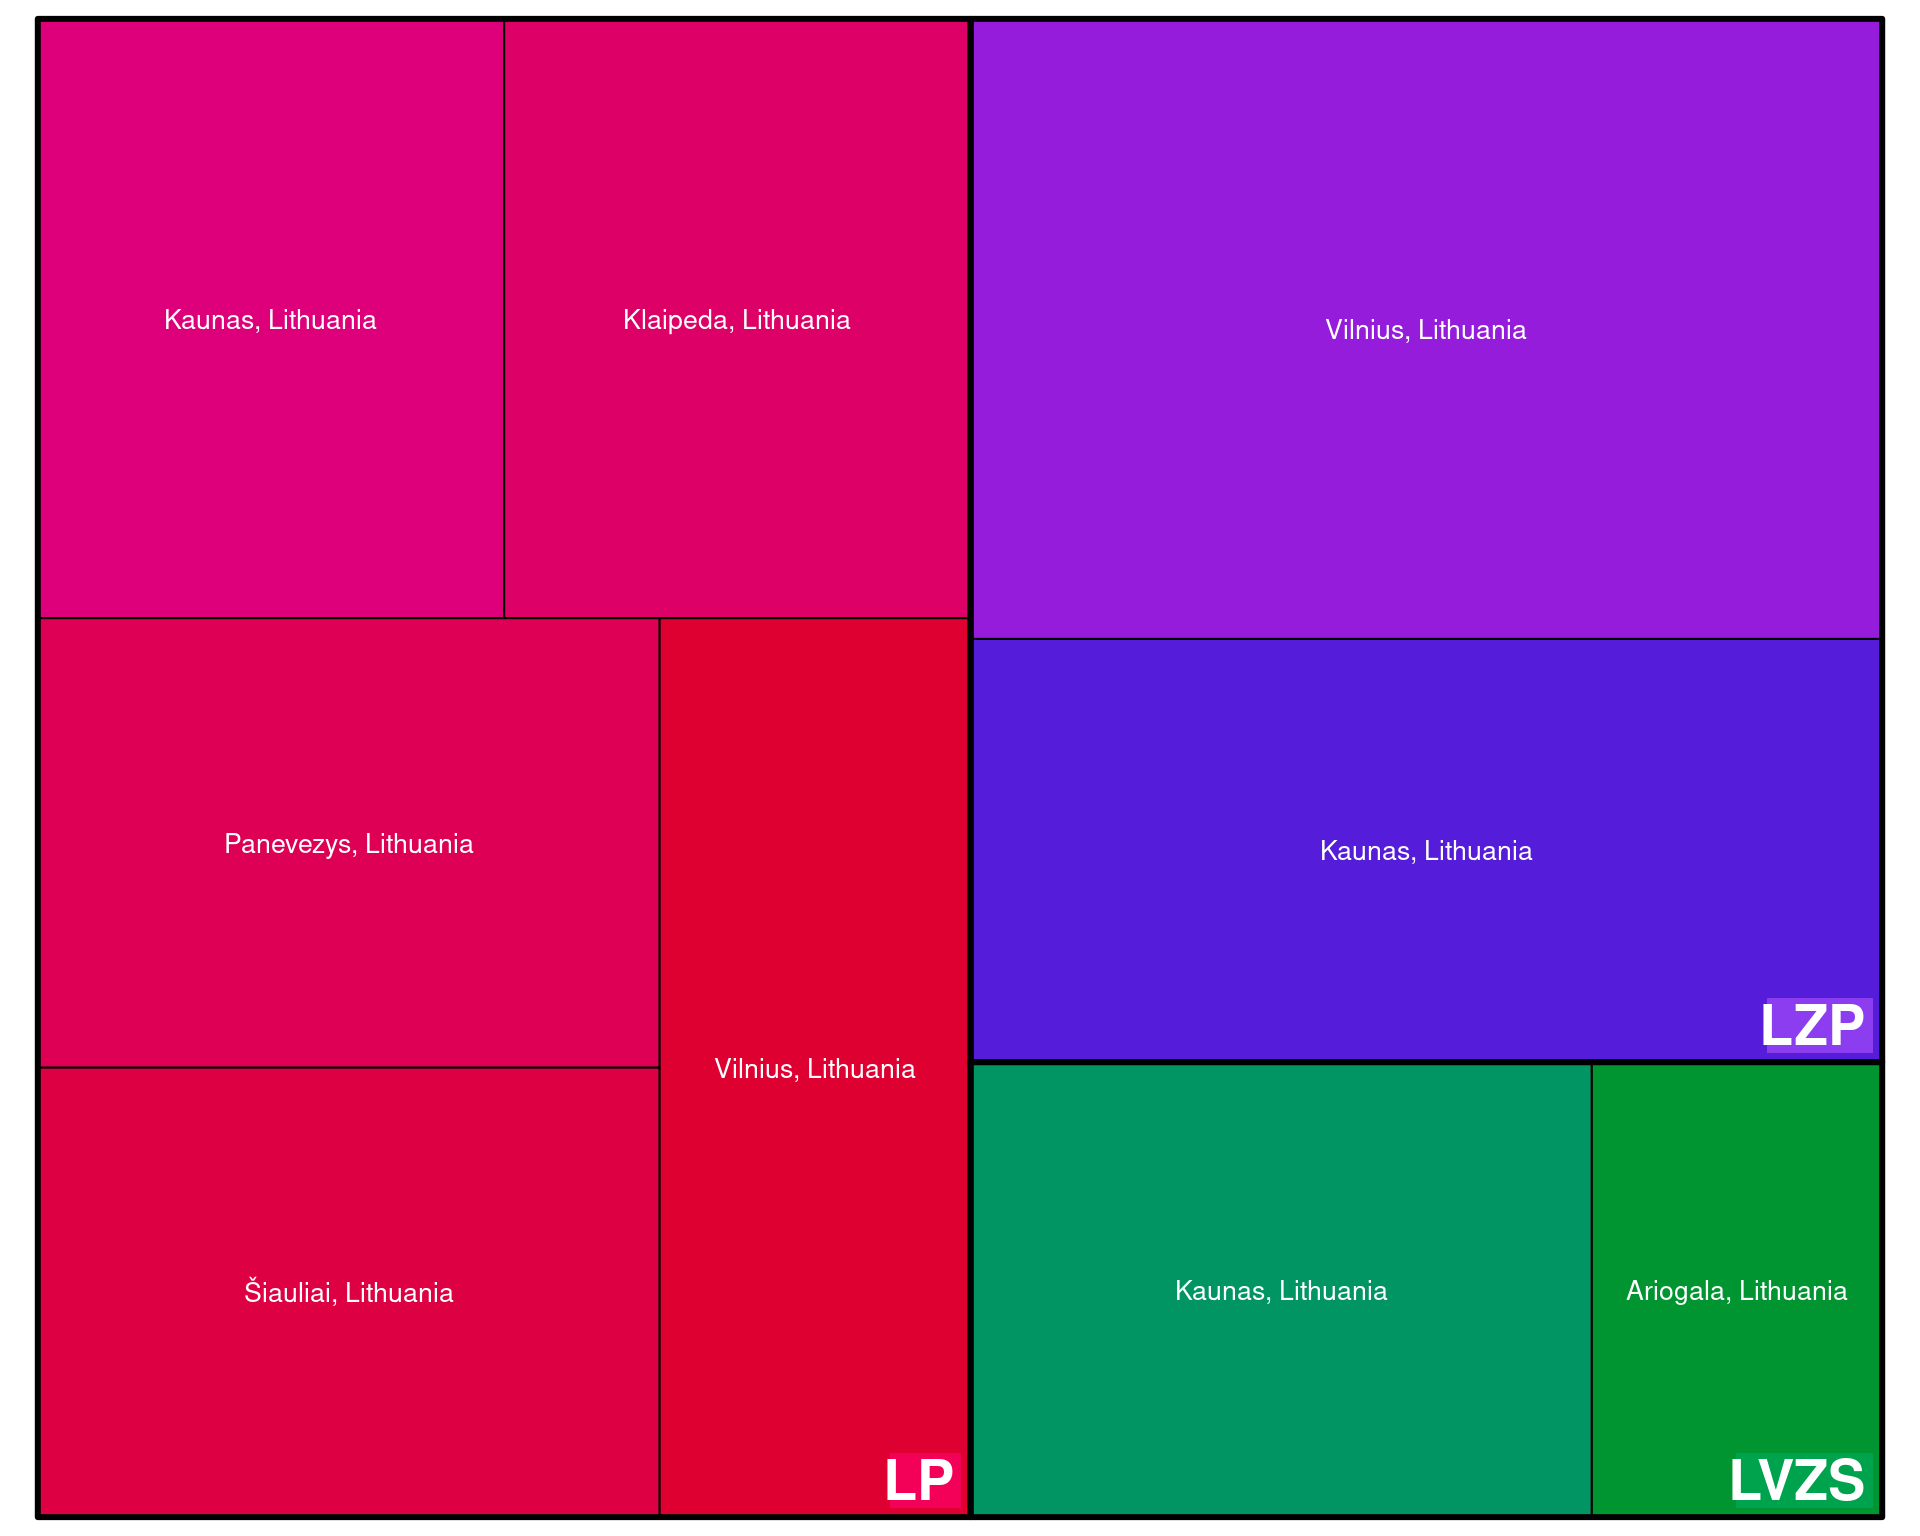 Kaunas, Lithuania
Klaipeda, Lithuania
Panevezys, Lithuania
Šiauliai, Lithuania
Vilnius, Lithuania
LP
Vilnius, Lithuania
Kaunas, Lithuania
LZP
Kaunas, Lithuania
Ariogala, Lithuania
LVZS